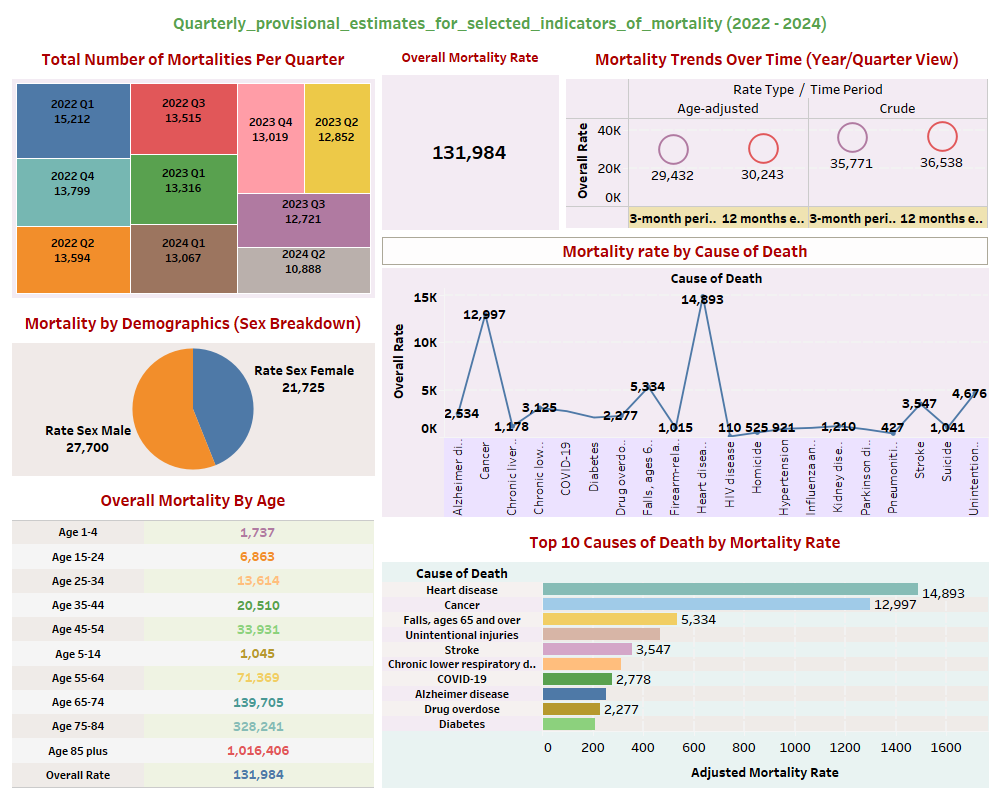 Quarterly_provisional_estimates_for_selected_indicators_of_mortality (2022 - 2024)
Total Number of Mortalities Per Quarter
2022 Q1
15,212
2022 Q3
13,515
2023 Q4
13,019
2023 Q2
12,852
2022 Q4
13,799
2023 Q1
13,316
2023 Q3
12,721
2022 Q2
13,594
2024 Q1
13,067
2024 Q2
10,888
Overall Mortality Rate
131,984
Mortality Trends Over Time (Year/Quarter View)
Rate Type / Time Period
Age-adjusted
Crude
Overall Rate
40K
20K
0K
29,432
30,243
35,771
36,538
3-month peri..
12 months e..
3-month peri..
12 months e..
Mortality rate by Cause of Death
Cause of Death
Overall Rate
15K
10K
5K
0K
2,534
12,997
1,178
3,125
2,277
5,334
1,015
14,893
110
525
921
1,210
427
3,547
1,041
4,676
Alzheimer di..
Cancer
Chronic liver..
Chronic low..
COVID-19
Diabetes
Drug overdo..
Falls, ages 6..
Firearm-rela..
Heart disea..
HIV disease
Homicide
Hypertension
Influenza an..
Kidney dise..
Parkinson di..
Pneumoniti..
Stroke
Suicide
Unintention..
Mortality by Demographics (Sex Breakdown)
Rate Sex Female
21,725
Rate Sex Male
27,700
Overall Mortality By Age
Age 1-4 1,737
Age 15-24 6,863
Age 25-34 13,614
Age 35-44 20,510
Age 45-54 33,931
Age 5-14 1,045
Age 55-64 71,369
Age 65-74 139,705
Age 75-84 328,241
Age 85 plus 1,016,406
Overall Rate 131,984
Top 10 Causes of Death by Mortality Rate
Cause of Death
Heart disease 14,893
Cancer 12,997
Falls, ages 65 and over 5,334
Unintentional injuries
Stroke 3,547
Chronic lower respiratory d..
COVID-19 2,778
Alzheimer disease
Drug overdose 2,277
Diabetes
0 200 400 600 800 1000 1200 1400 1600
Adjusted Mortality Rate